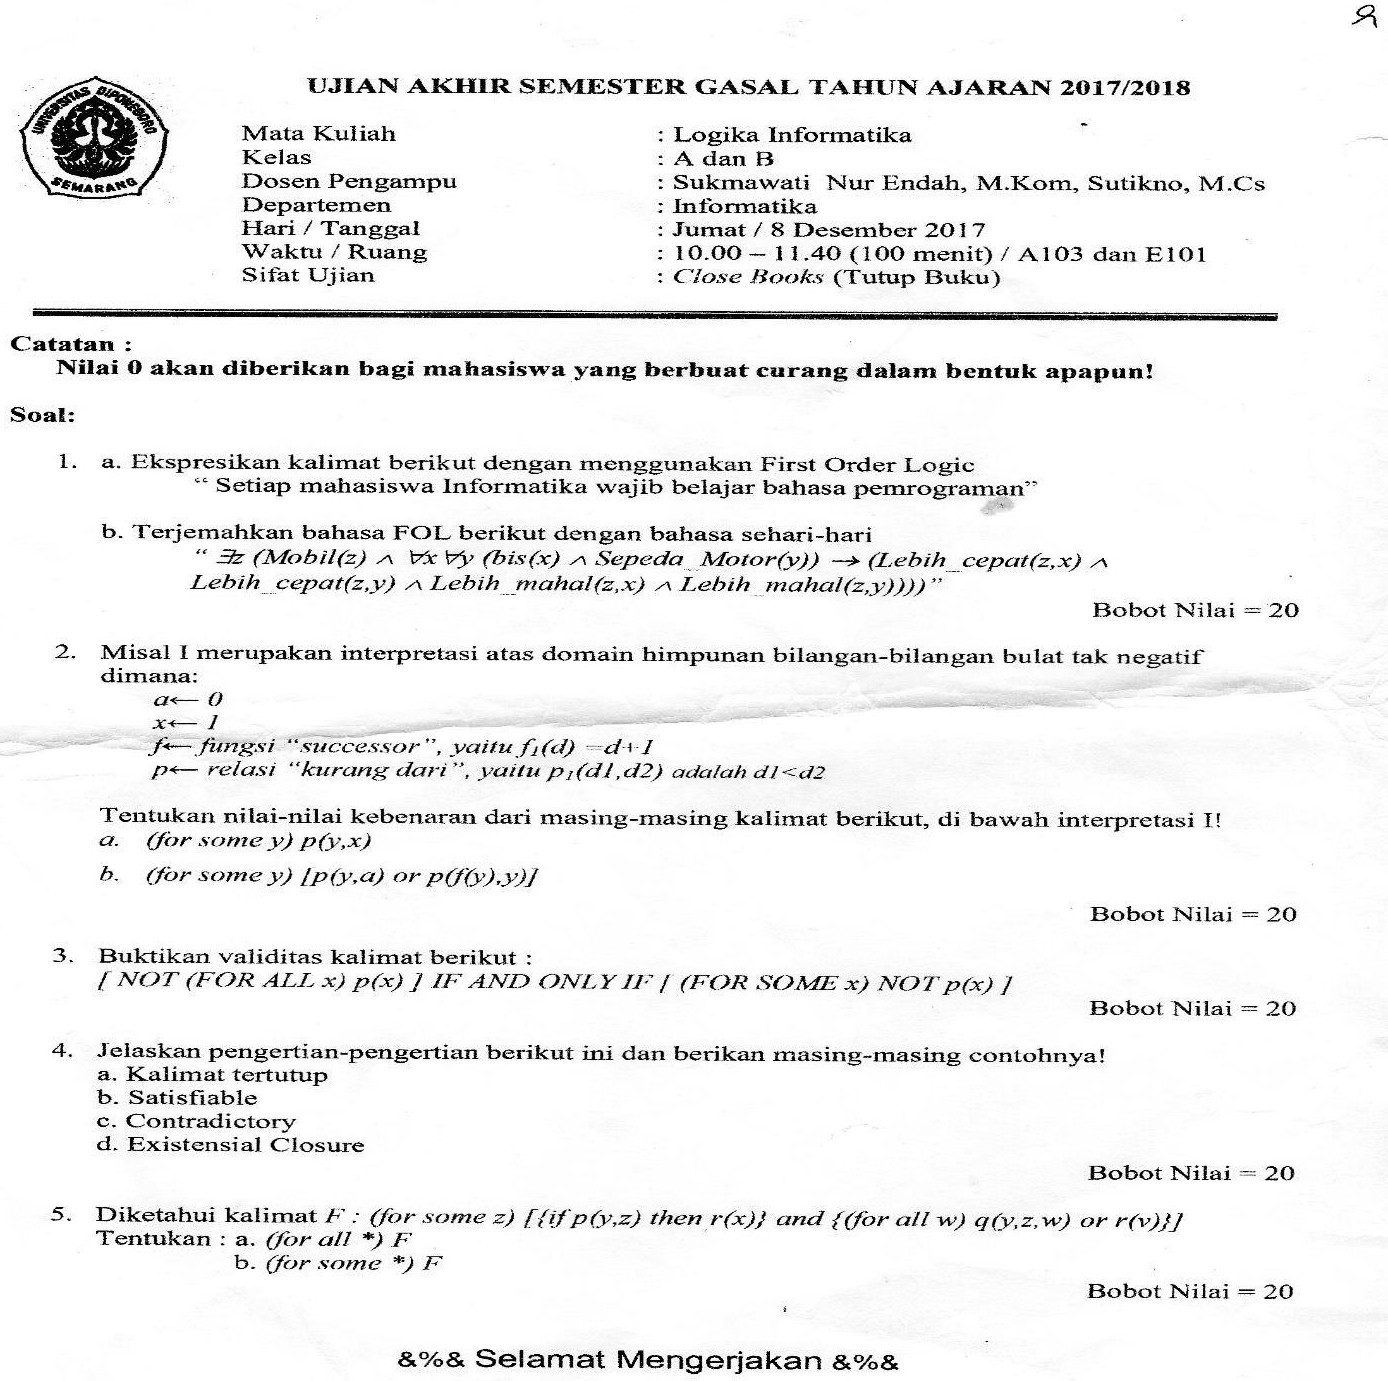 UNIVERSITAS DIPONEGORO
SEMARANG
UJIAN AKHIR SEMESTER GASAL TAHUN AJARAN 2017/2018
Mata Kuliah : Logika Informatika
Kelas : A dan B
Dosen Pengampu : Sukmawati Nur Endah, M.Kom, Sutikno, M.Cs
Departemen : Informatika
Hari / Tanggal : Jumat / 8 Desember 2017
Waktu / Ruang : 10.00 – 11.40 (100 menit) / A103 dan E101
Sifat Ujian : Close Books (Tutup Buku)
Catatan :
Nilai 0 akan diberikan bagi mahasiswa yang berbuat curang dalam bentuk apapun!
Soal:
1. a. Ekspresikan kalimat berikut dengan menggunakan First Order Logic
“ Setiap mahasiswa Informatika wajib belajar bahasa pemrograman”
b. Terjemahkan bahasa FOL berikut dengan bahasa sehari-hari
“ ∃z (Mobil(z) ∧ ∀x ∀y (bis(x) ∧ Sepeda_Motor(y)) → (Lebih_cepat(z,x) ∧
Lebih_cepat(z,y) ∧ Lebih_mahal(z,x) ∧ Lebih_mahal(z,y))))”
Bobot Nilai = 20
2. Misal I merupakan interpretasi atas domain himpunan bilangan-bilangan bulat tak negatif
dimana:
a← 0
x← 1
f← fungsi “successor”, yaitu f₁(d) =d+1
p← relasi “kurang dari”, yaitu p₁(d1,d2) adalah d1<d2
Tentukan nilai-nilai kebenaran dari masing-masing kalimat berikut, di bawah interpretasi I!
a. (for some y) p(y,x)
b. (for some y) [p(y,a) or p(f(y),y)]
Bobot Nilai = 20
3. Buktikan validitas kalimat berikut :
[ NOT (FOR ALL x) p(x) ] IF AND ONLY IF [ (FOR SOME x) NOT p(x) ]
Bobot Nilai = 20
4. Jelaskan pengertian-pengertian berikut ini dan berikan masing-masing contohnya!
a. Kalimat tertutup
b. Satisfiable
c. Contradictory
d. Existensial Closure
Bobot Nilai = 20
5. Diketahui kalimat F : (for some z) [{if p(y,z) then r(x)} and {(for all w) q(y,z,w) or r(v)}]
Tentukan : a. (for all *) F
b. (for some *) F
Bobot Nilai = 20
&%& Selamat Mengerjakan &%&